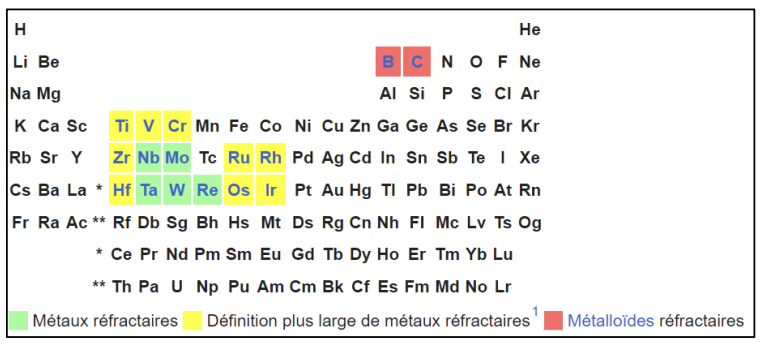 H He
Li Be B C N O F Ne
Na Mg Al Si P S Cl Ar
K Ca Sc Ti V Cr Mn Fe Co Ni Cu Zn Ga Ge As Se Br Kr
Rb Sr Y Zr Nb Mo Tc Ru Rh Pd Ag Cd In Sn Sb Te I Xe
Cs Ba La * Hf Ta W Re Os Ir Pt Au Hg Tl Pb Bi Po At Rn
Fr Ra Ac ** Rf Db Sg Bh Hs Mt Ds Rg Cn Nh Fl Mc Lv Ts Og
* Ce Pr Nd Pm Sm Eu Gd Tb Dy Ho Er Tm Yb Lu
** Th Pa U Np Pu Am Cm Bk Cf Es Fm Md No Lr
Métaux réfractaires Définition plus large de métaux réfractaires¹ Métalloïdes réfractaires